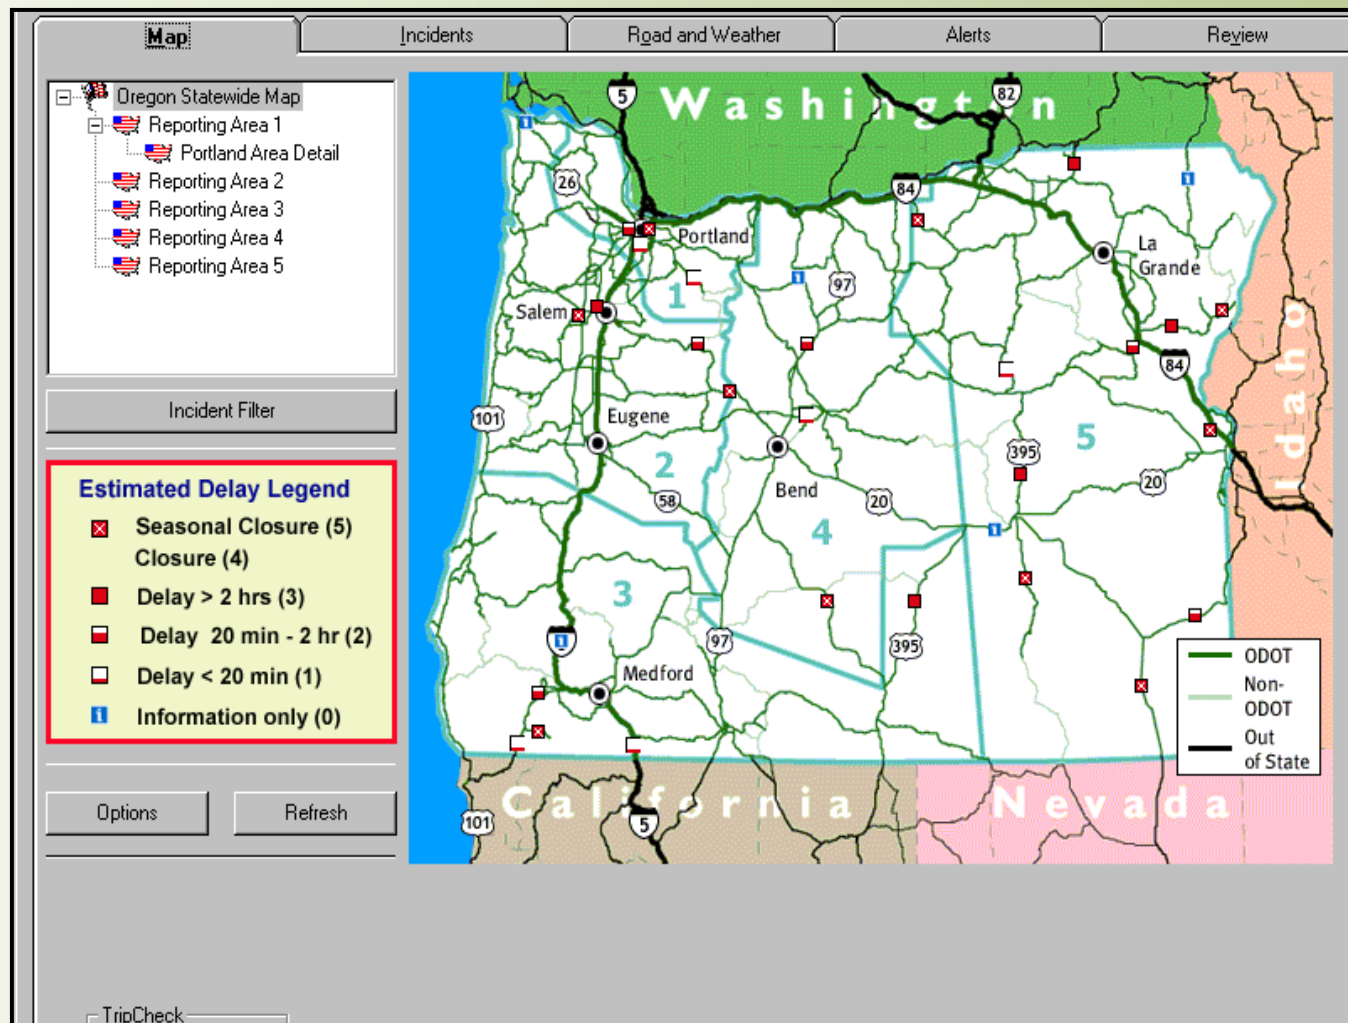 Map
Incidents
Road and Weather
Alerts
Review
Oregon Statewide Map
Reporting Area 1
Portland Area Detail
Reporting Area 2
Reporting Area 3
Reporting Area 4
Reporting Area 5
Incident Filter
Estimated Delay Legend
Seasonal Closure (5)
Closure (4)
Delay > 2 hrs (3)
Delay 20 min - 2 hr (2)
Delay < 20 min (1)
i Information only (0)
Options
Refresh
TripCheck
5
82
Washington
i
i
26
84
Portland
La
Grande
i
97
1
Salem
Idaho
84
101
Eugene
395
5
2
Bend
58
20
20
4
i
3
i
97
395
Medford
ODOT
Non-
ODOT
Out
of State
California
Nevada
101
5